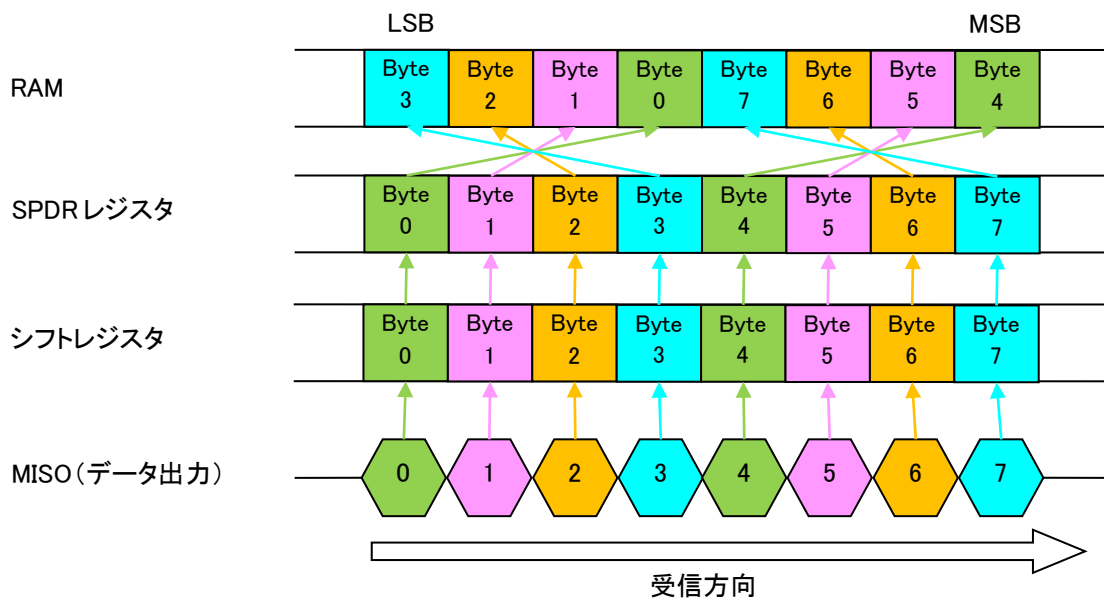 LSB MSB
RAM Byte Byte Byte Byte Byte Byte Byte Byte
3 2 1 0 7 6 5 4
SPDRレジスタ Byte Byte Byte Byte Byte Byte Byte Byte
0 1 2 3 4 5 6 7
シフトレジスタ Byte Byte Byte Byte Byte Byte Byte Byte
0 1 2 3 4 5 6 7
MISO(データ出力) 0 1 2 3 4 5 6 7
受信方向